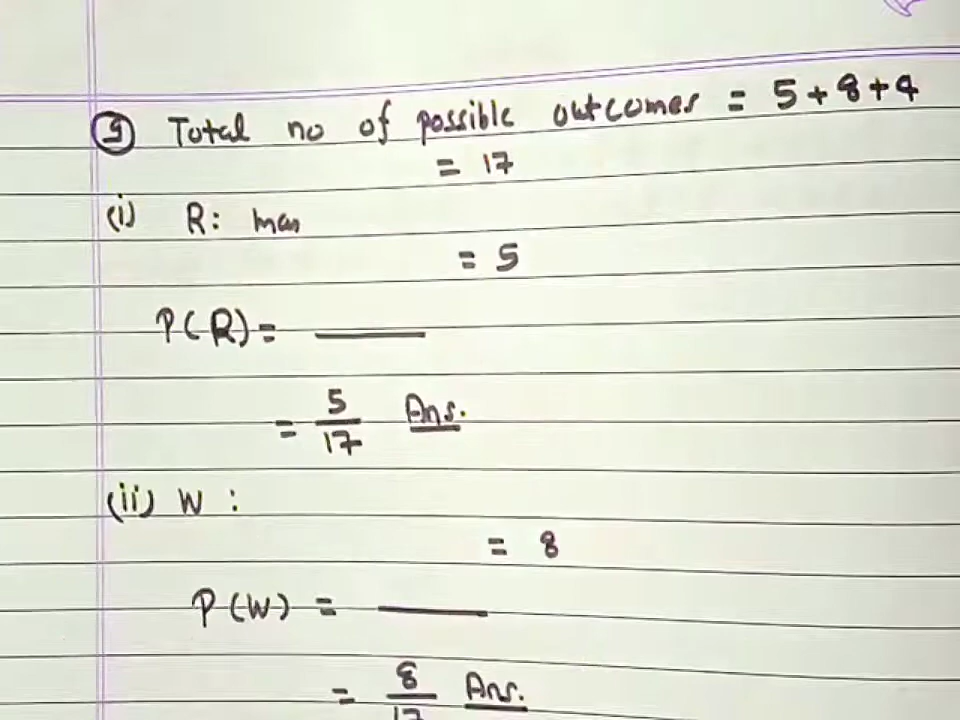 9 Total no of possible outcomes = 5+8+4
= 17
(i) R:
= 5
P(R) =
= 5/17 Ans.
(ii) W :
= 8
P(W) =
= 8/17 Ans.